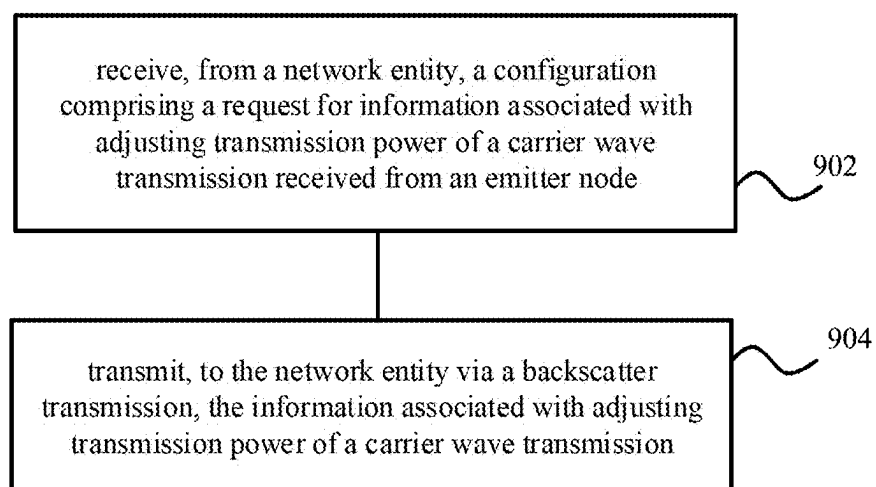 receive, from a network entity, a configuration
comprising a request for information associated with
adjusting transmission power of a carrier wave
transmission received from an emitter node
902
904
transmit, to the network entity via a backscatter
transmission, the information associated with adjusting
transmission power of a carrier wave transmission